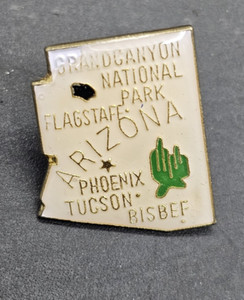 GRAND CANYON
NATIONAL
PARK
FLAGSTAFF
ARIZONA
PHOENIX
TUCSON
BISBEE